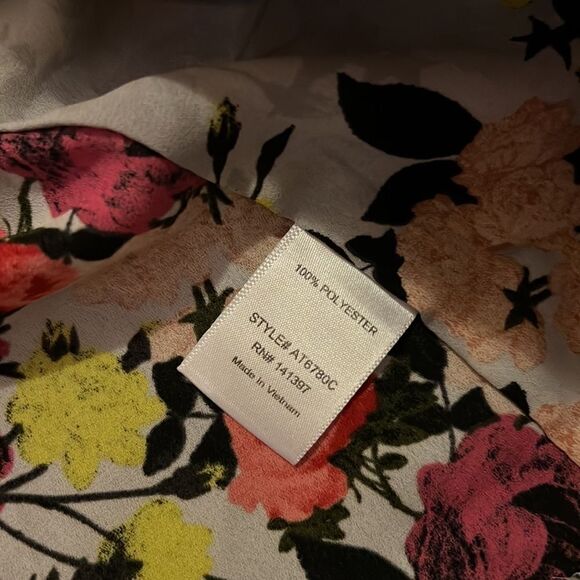 100% POLYESTER
STYLE# AT6780C
RN# 141397
Made in Vietnam